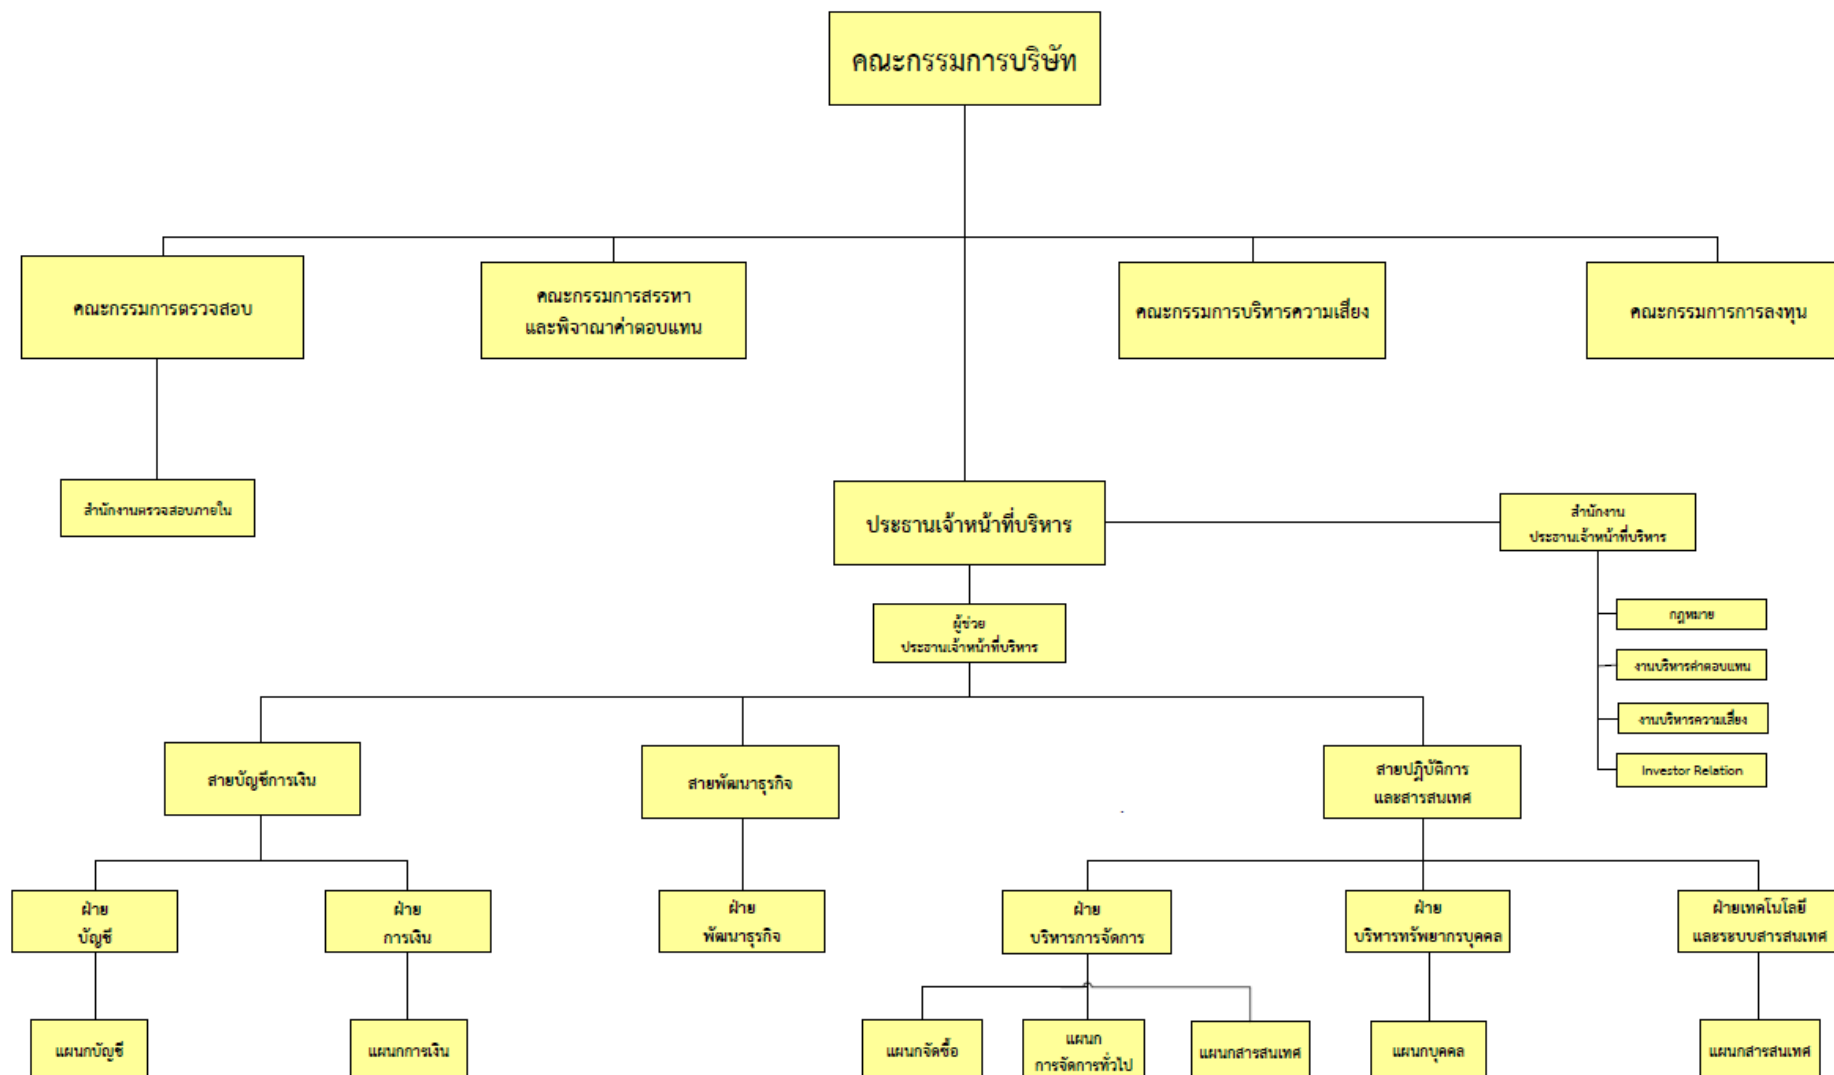 คณะกรรมการบริษัท
คณะกรรมการตรวจสอบ
คณะกรรมการสรรหา
และพิจาณาค่าตอบแทน
คณะกรรมการบริหารความเสี่ยง
คณะกรรมการการลงทุน
สำนักงานตรวจสอบภายใน
ประธานเจ้าหน้าที่บริหาร
สำนักงาน
ประธานเจ้าหน้าที่บริหาร
กฎหมาย
งานบริหารค่าตอบแทน
งานบริหารความเสี่ยง
Investor Relation
ผู้ช่วย
ประธานเจ้าหน้าที่บริหาร
สายบัญชีการเงิน
สายพัฒนาธุรกิจ
สายปฎิบัติการ
และสารสนเทศ
ฝ่าย
บัญชี
ฝ่าย
การเงิน
ฝ่าย
พัฒนาธุรกิจ
ฝ่าย
บริหารการจัดการ
ฝ่าย
บริหารทรัพยากรบุคคล
ฝ่ายเทคโนโลยี
และระบบสารสนเทศ
แผนกบัญชี
แผนกการเงิน
แผนกจัดซื้อ
แผนก
การจัดการทั่วไป
แผนกสารสนเทศ
แผนกบุคคล
แผนกสารสนเทศ